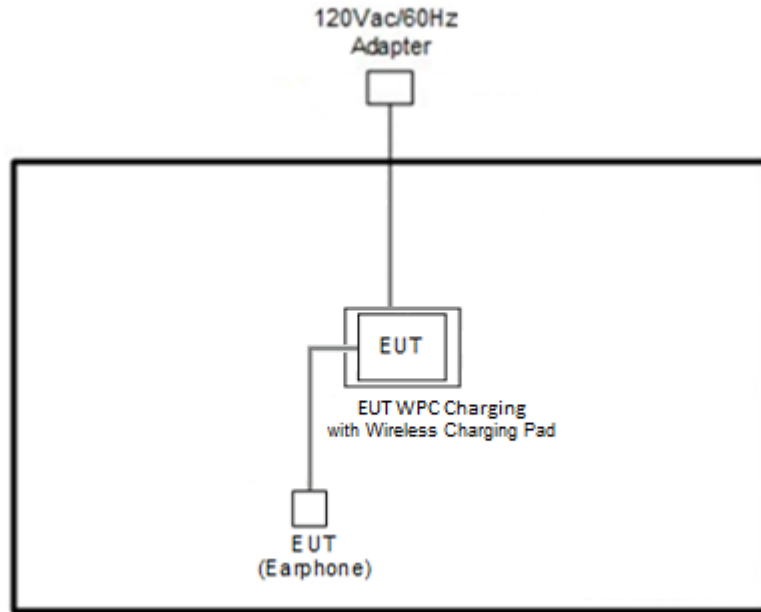 120Vac/60Hz
Adapter
EUT
EUT WPC Charging
with Wireless Charging Pad
EUT
(Earphone)